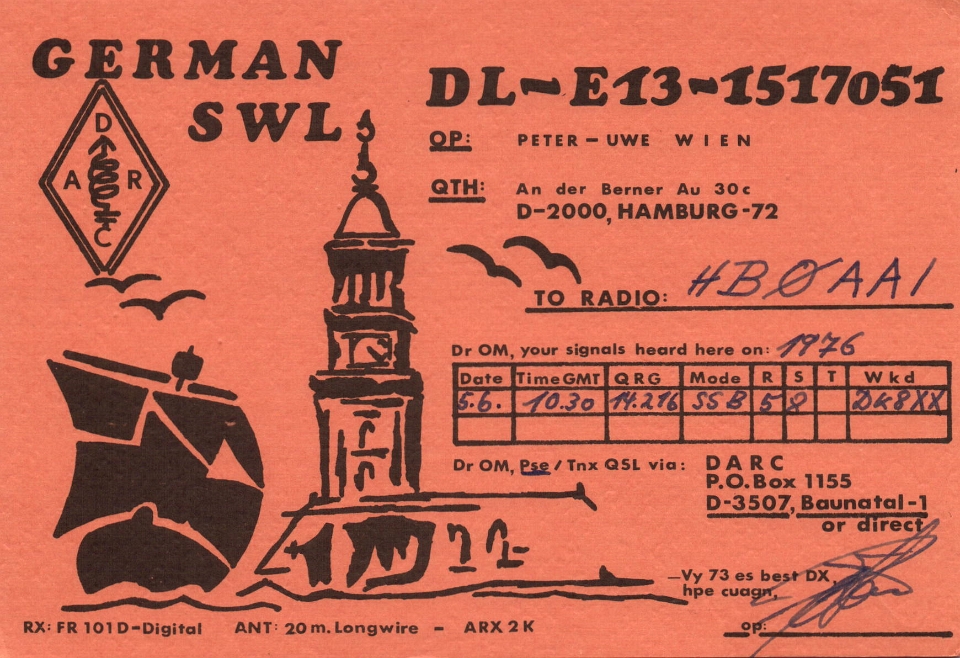 GERMAN
SWL
D
A R
C
DL-E13-1517051
OP: PETER-UWE WIEN
QTH: An der Berner Au 30c
D-2000, HAMBURG-72
TO RADIO: HBØAAI
Dr OM, your signals heard here on: 1976
Date Time GMT QRG Mode R S T Wkd
5.6. 10.30 14.216 SSB 5 8 DK8XX
Dr OM, Pse / Tnx QSL via: DARC
P.O. Box 1155
D-3507, Baunatal-1
or direct
—Vy 73 es best DX,
hpe cuagn,
op:
RX: FR 101 D-Digital ANT: 20 m. Longwire - ARX 2 K